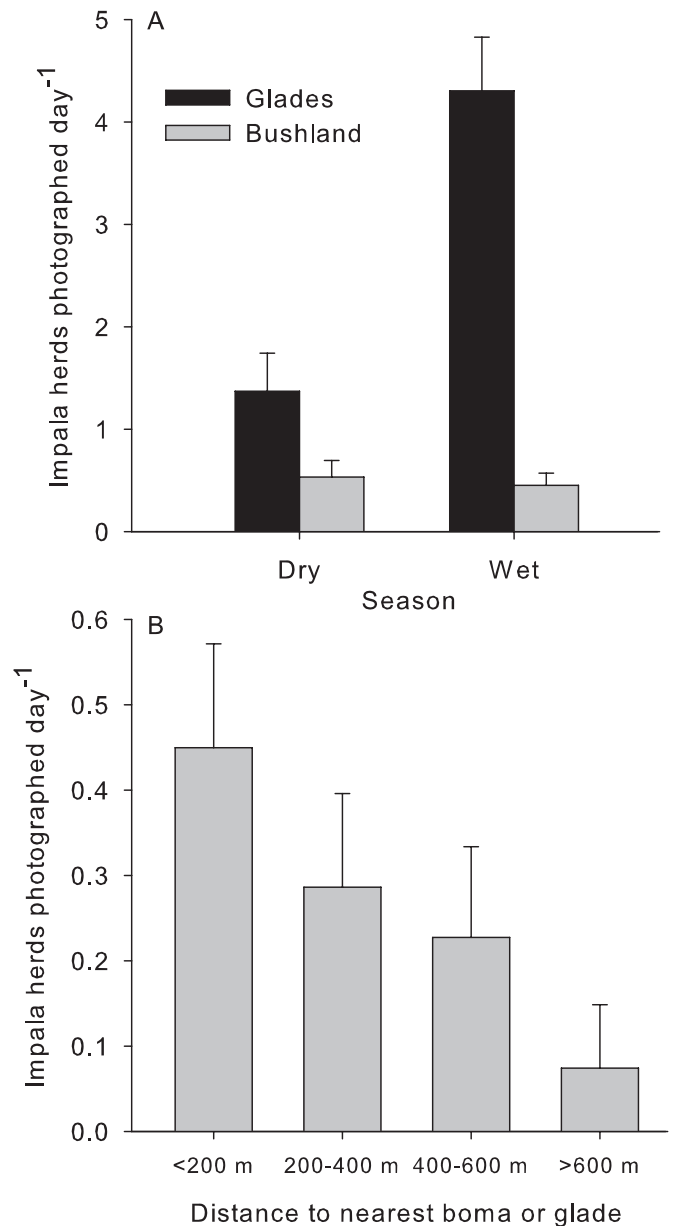 A
Impala herds photographed day-1
5
4
3
2
1
0
Glades
Bushland
Dry Wet
Season
B
Impala herds photographed day-1
0.6
0.5
0.4
0.3
0.2
0.1
0.0
<200 m 200-400 m 400-600 m >600 m
Distance to nearest boma or glade